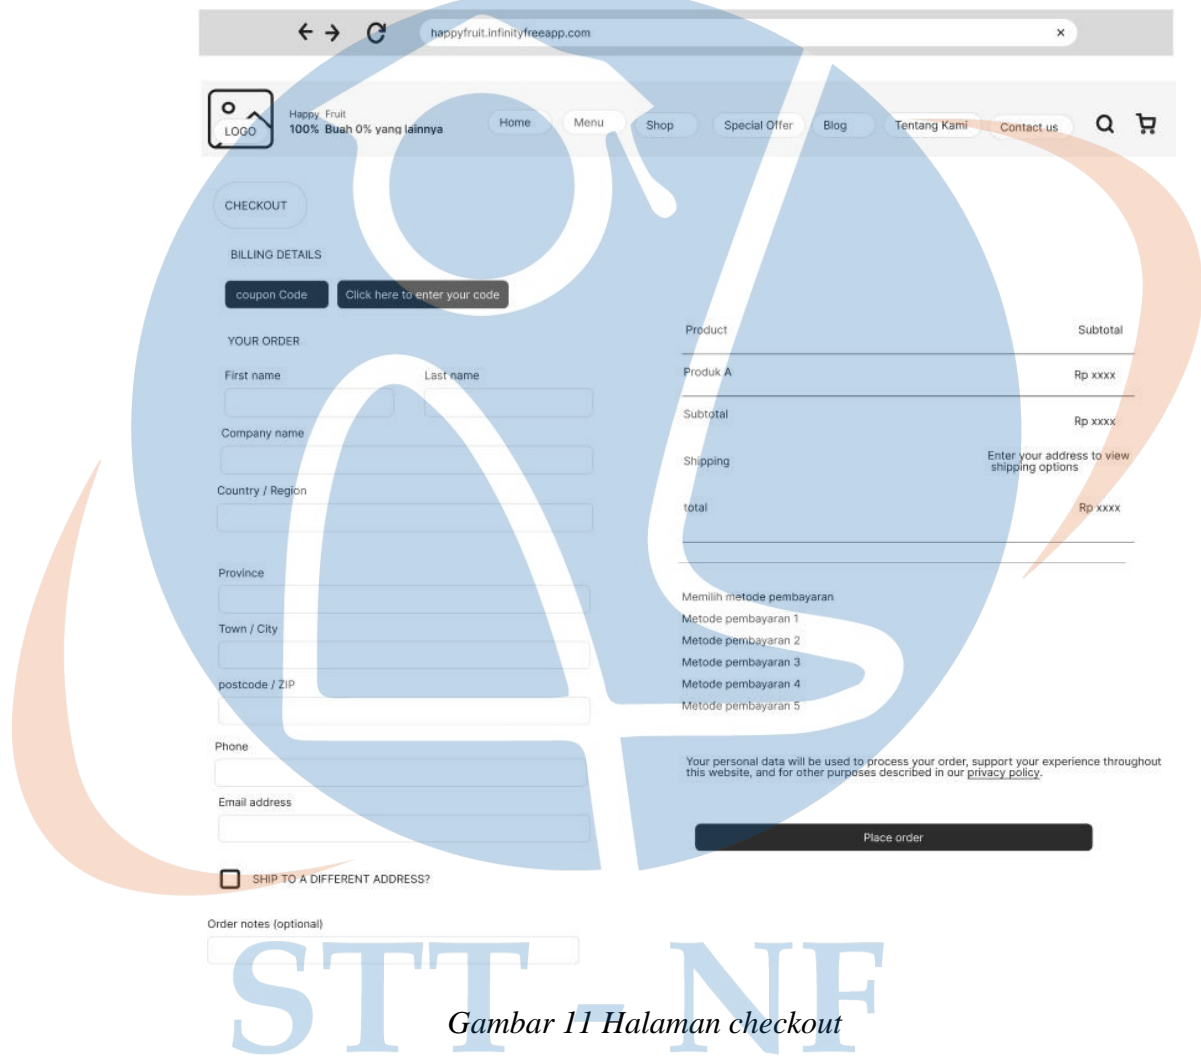 happyfruit.infinityfreeapp.com
LOGO
Happy Fruit
100% Buah 0% yang lainnya
Home Menu Shop Special Offer Blog Tentang Kami Contact us
CHECKOUT
BILLING DETAILS
coupon Code Click here to enter your code
YOUR ORDER
First name Last name
Company name
Country / Region
Province
Town / City
postcode / ZIP
Phone
Email address
SHIP TO A DIFFERENT ADDRESS?
Order notes (optional)
Product Subtotal
Produk A Rp xxxx
Subtotal Rp xxxx
Shipping Enter your address to view
shipping options
total Rp xxxx
Memilih metode pembayaran
Metode pembayaran 1
Metode pembayaran 2
Metode pembayaran 3
Metode pembayaran 4
Metode pembayaran 5
Your personal data will be used to process your order, support your experience throughout
this website, and for other purposes described in our privacy policy.
Place order
STT - NF
Gambar 11 Halaman checkout